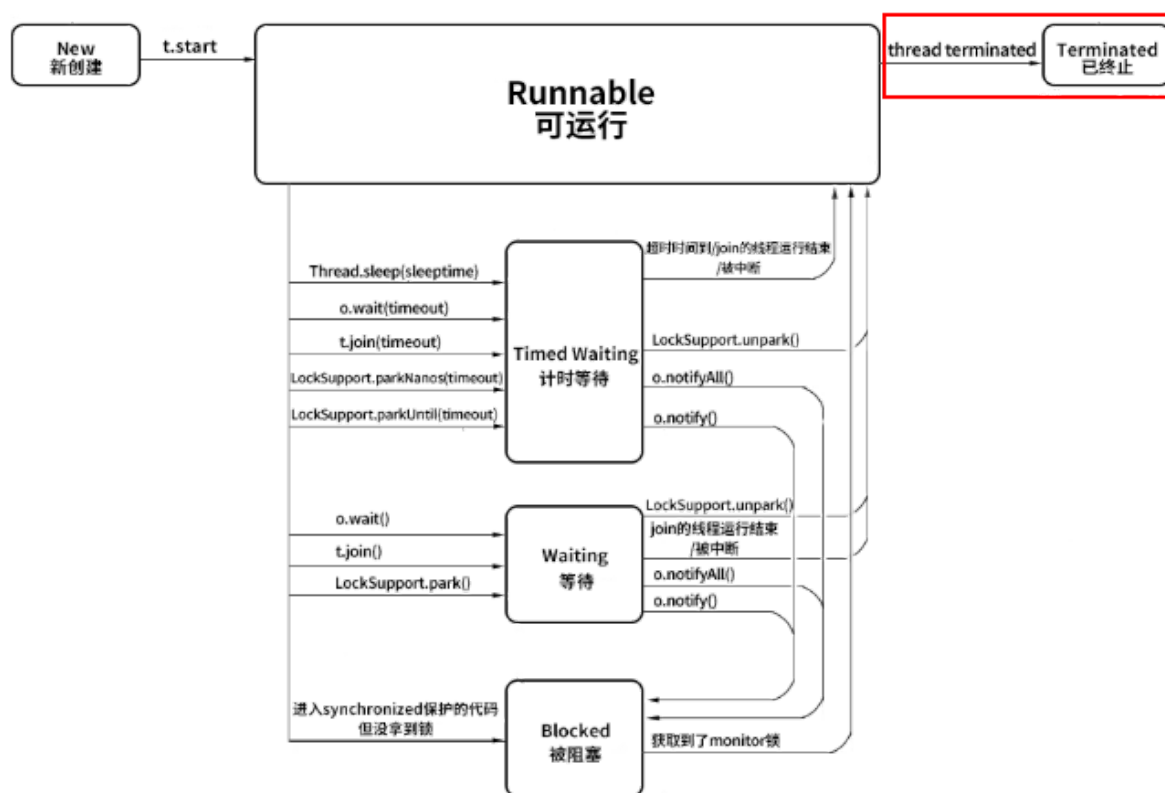 New
新创建
t.start
Runnable
可运行
thread terminated
Terminated
已终止
Thread.sleep(sleeptime)
o.wait(timeout)
t.join(timeout)
LockSupport.parkNanos(timeout)
LockSupport.parkUntil(timeout)
Timed Waiting
计时等待
超时时间到/join的线程运行结束
/被中断
LockSupport.unpark()
o.notifyAll()
o.notify()
o.wait()
t.join()
LockSupport.park()
Waiting
等待
LockSupport.unpark()
join的线程运行结束
/被中断
o.notifyAll()
o.notify()
进入synchronized保护的代码
但没拿到锁
Blocked
被阻塞
获取到了monitor锁